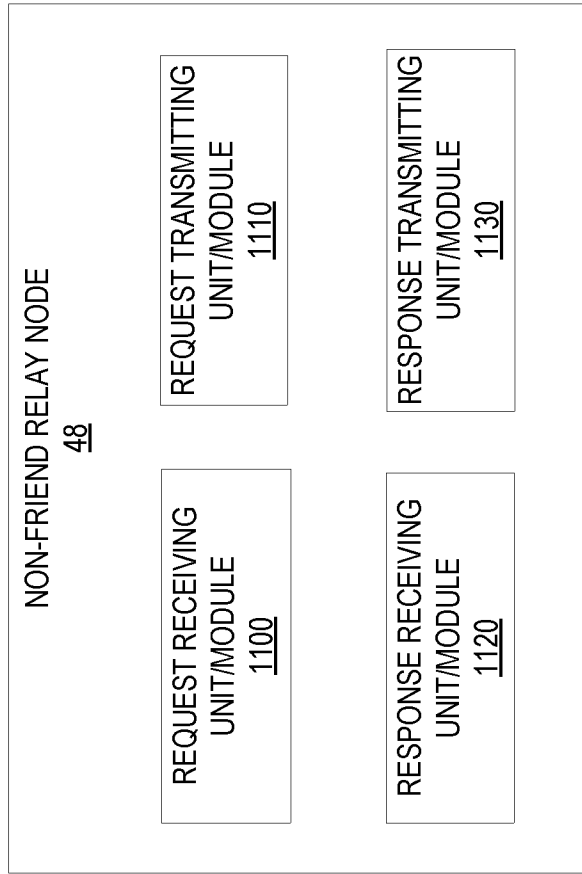 NON-FRIEND RELAY NODE
48
REQUEST RECEIVING
UNIT/MODULE
1100
REQUEST TRANSMITTING
UNIT/MODULE
1110
RESPONSE RECEIVING
UNIT/MODULE
1120
RESPONSE TRANSMITTING
UNIT/MODULE
1130